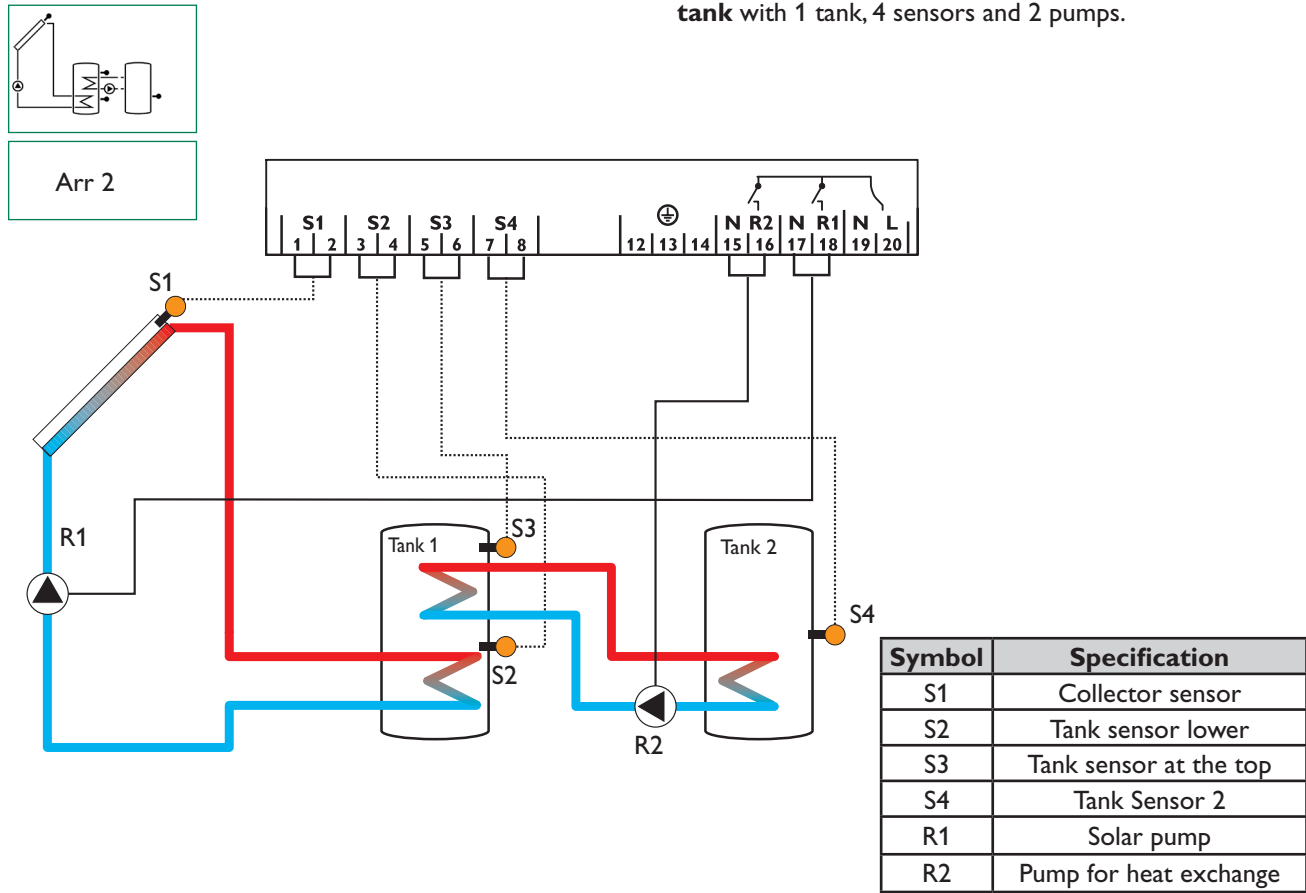 tank with 1 tank, 4 sensors and 2 pumps.
Arr 2
S1 S2 S3 S4 N R2 N R1 N L
1 2 3 4 5 6 7 8 12 13 14 15 16 17 18 19 20
S1
R1
Tank 1
S3
S2
Tank 2
S4
R2
Symbol Specification
S1 Collector sensor
S2 Tank sensor lower
S3 Tank sensor at the top
S4 Tank Sensor 2
R1 Solar pump
R2 Pump for heat exchange